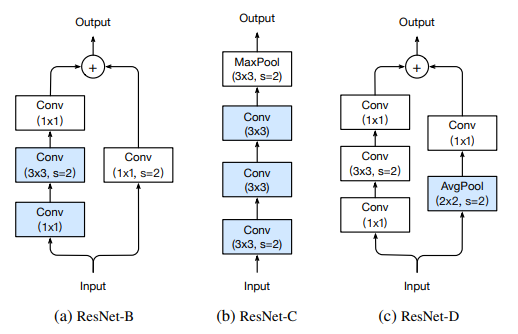 Output
+
Conv
(1x1)
Conv
(3x3, s=2)
Conv
(1x1, s=2)
Conv
(1x1)
Input
(a) ResNet-B
Output
MaxPool
(3x3, s=2)
Conv
(3x3)
Conv
(3x3)
Conv
(3x3, s=2)
Input
(b) ResNet-C
Output
+
Conv
(1x1)
Conv
(1x1)
Conv
(3x3, s=2)
AvgPool
(2x2, s=2)
Conv
(1x1)
Input
(c) ResNet-D